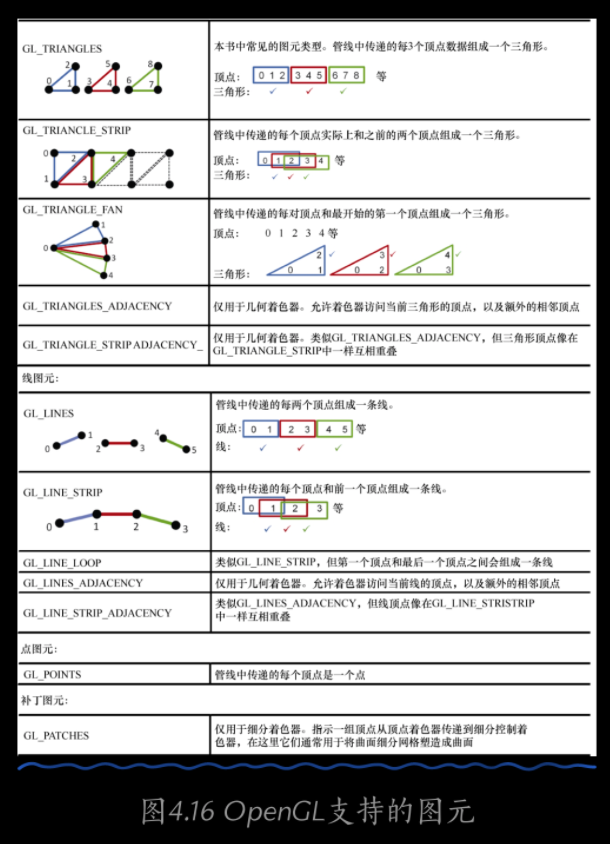 GL_TRIANGLES
2 5 8
0 1 3 4 6 7
本书中常见的图元类型。管线中传递的每3个顶点数据组成一个三角形。
顶点: 0 1 2 3 4 5 6 7 8 等
三角形: ✓ ✓ ✓
GL_TRIANCLE_STRIP
0 2 4
1 3
管线中传递的每个顶点实际上和之前的两个顶点组成一个三角形。
顶点: 0 1 2 3 4 等
三角形: ✓ ✓ ✓
GL_TRIANGLE_FAN
1
2
0
3
4
管线中传递的每对顶点和最开始的第一个顶点组成一个三角形。
顶点: 0 1 2 3 4 等
2 ✓ 3 ✓ 4 ✓
三角形: 0 1 0 2 0 3
GL_TRIANGLES_ADJACENCY
仅用于几何着色器。允许着色器访问当前三角形的顶点，以及额外的相邻顶点
GL_TRIANGLE_STRIP ADJACENCY_
仅用于几何着色器。类似GL_TRIANGLES_ADJACENCY，但三角形顶点像在
GL_TRIANGLE_STRIP中一样互相重叠
线图元:
GL_LINES
0 1 2 3 4 5
管线中传递的每两个顶点组成一条线。
顶点: 0 1 2 3 4 5 等
线: ✓ ✓ ✓
GL_LINE_STRIP
0 1 2 3
管线中传递的每个顶点和前一个顶点组成一条线。
顶点: 0 1 2 3 等
线: ✓ ✓ ✓
GL_LINE_LOOP
类似GL_LINE_STRIP，但第一个顶点和最后一个顶点之间会组成一条线
GL_LINES_ADJACENCY
仅用于几何着色器。允许着色器访问当前线的顶点，以及额外的相邻顶点
GL_LINE_STRIP_ADJACENCY
类似GL_LINES_ADJACENCY，但线顶点像在GL_LINE_STRISTRIP
中一样互相重叠
点图元:
GL_POINTS
管线中传递的每个顶点是一个点
补丁图元:
GL_PATCHES
仅用于细分着色器。指示一组顶点从顶点着色器传递到细分控制着
色器，在这里它们通常用于将曲面细分网格塑造成曲面
图4.16 OpenGL支持的图元